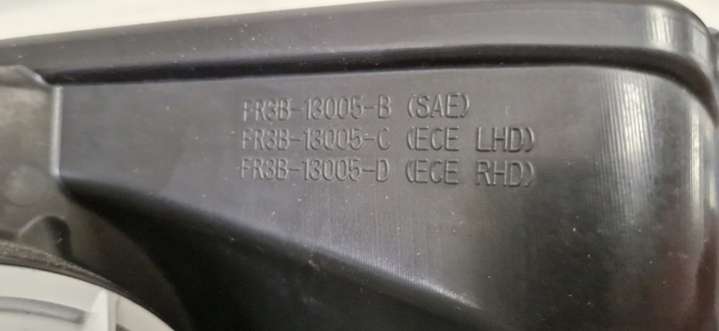 FR3B-13005-B (SAE)
FR3B-13005-C (ECE LHD)
FR3B-13005-D (ECE RHD)